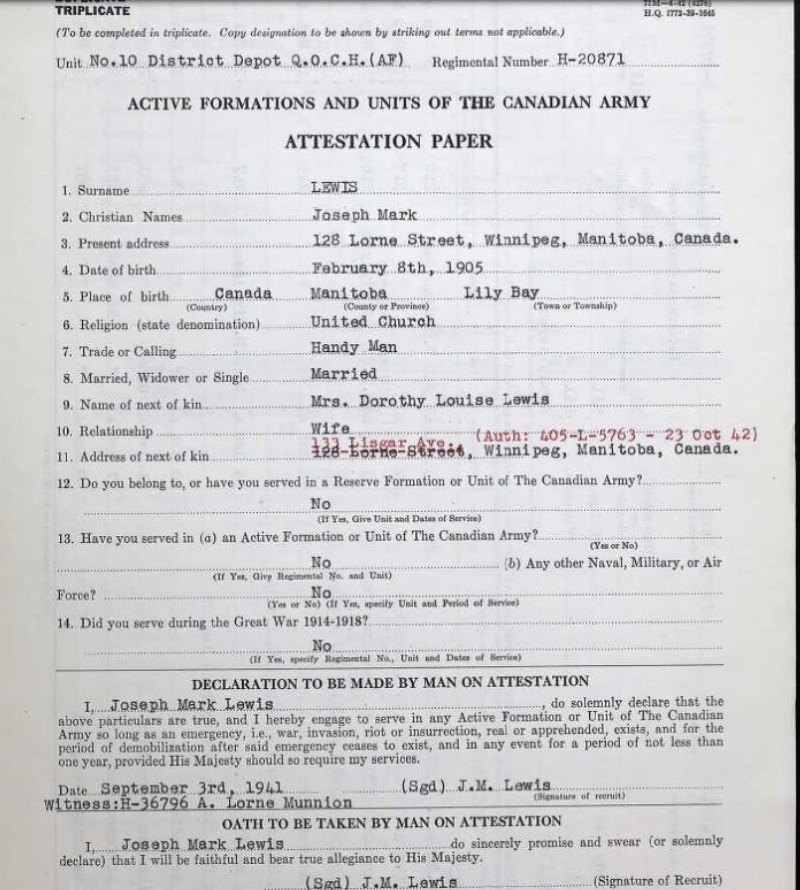 TRIPLICATE
H.Q. 1772-39-1645
(To be completed in triplicate. Copy designation to be shown by striking out terms not applicable.)
Unit No.10 District Depot Q.O.C.H.(AF) Regimental Number H-20871
ACTIVE FORMATIONS AND UNITS OF THE CANADIAN ARMY
ATTESTATION PAPER
1. Surname LEWIS
2. Christian Names Joseph Mark
3. Present address 128 Lorne Street, Winnipeg, Manitoba, Canada.
4. Date of birth February 8th, 1905
5. Place of birth Canada Manitoba Lily Bay
(Country) (County or Province) (Town or Township)
6. Religion (state denomination) United Church
7. Trade or Calling Handy Man
8. Married, Widower or Single Married
9. Name of next of kin Mrs. Dorothy Louise Lewis
10. Relationship Wife
133 Lisgar Ave., (Auth: 405-L-5763 - 23 Oct 42)
11. Address of next of kin 128 Lorne Street, Winnipeg, Manitoba, Canada.
12. Do you belong to, or have you served in a Reserve Formation or Unit of The Canadian Army?
No
(If Yes, Give Unit and Dates of Service)
13. Have you served in (a) an Active Formation or Unit of The Canadian Army?
(Yes or No)
No (b) Any other Naval, Military, or Air
(If Yes, Give Regimental No. and Unit)
Force? No
(Yes or No) (If Yes, specify Unit and Period of Service)
14. Did you serve during the Great War 1914-1918?
No
(If Yes, specify Regimental No., Unit and Dates of Service)
DECLARATION TO BE MADE BY MAN ON ATTESTATION
I, Joseph Mark Lewis, do solemnly declare that the
above particulars are true, and I hereby engage to serve in any Active Formation or Unit of The Canadian
Army so long as an emergency, i.e., war, invasion, riot or insurrection, real or apprehended, exists, and for the
period of demobilization after said emergency ceases to exist, and in any event for a period of not less than
one year, provided His Majesty should so require my services.
Date September 3rd, 1941 (Sgd) J.M. Lewis
(Signature of recruit)
Witness:H-36796 A. Lorne Munnion
OATH TO BE TAKEN BY MAN ON ATTESTATION
I, Joseph Mark Lewis do sincerely promise and swear (or solemnly
declare) that I will be faithful and bear true allegiance to His Majesty.
(Sgd) J.M. Lewis (Signature of Recruit)